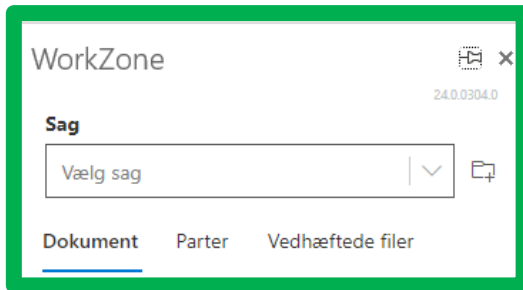 WorkZone
24.0.0304.0
Sag
Vælg sag
Dokument Parter Vedhæftede filer